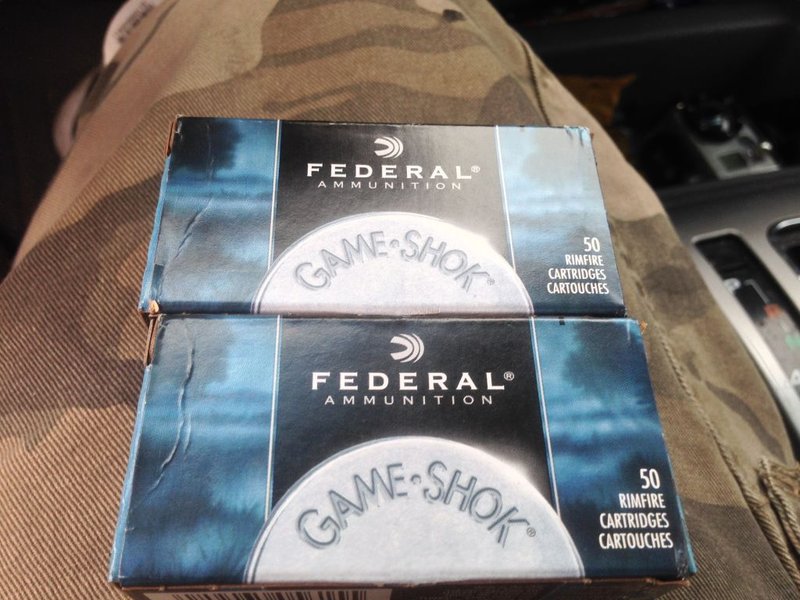 FEDERAL®
AMMUNITION
GAME•SHOK®
50
RIMFIRE
CARTRIDGES
CARTOUCHES
FEDERAL®
AMMUNITION
GAME•SHOK®
50
RIMFIRE
CARTRIDGES
CARTOUCHES